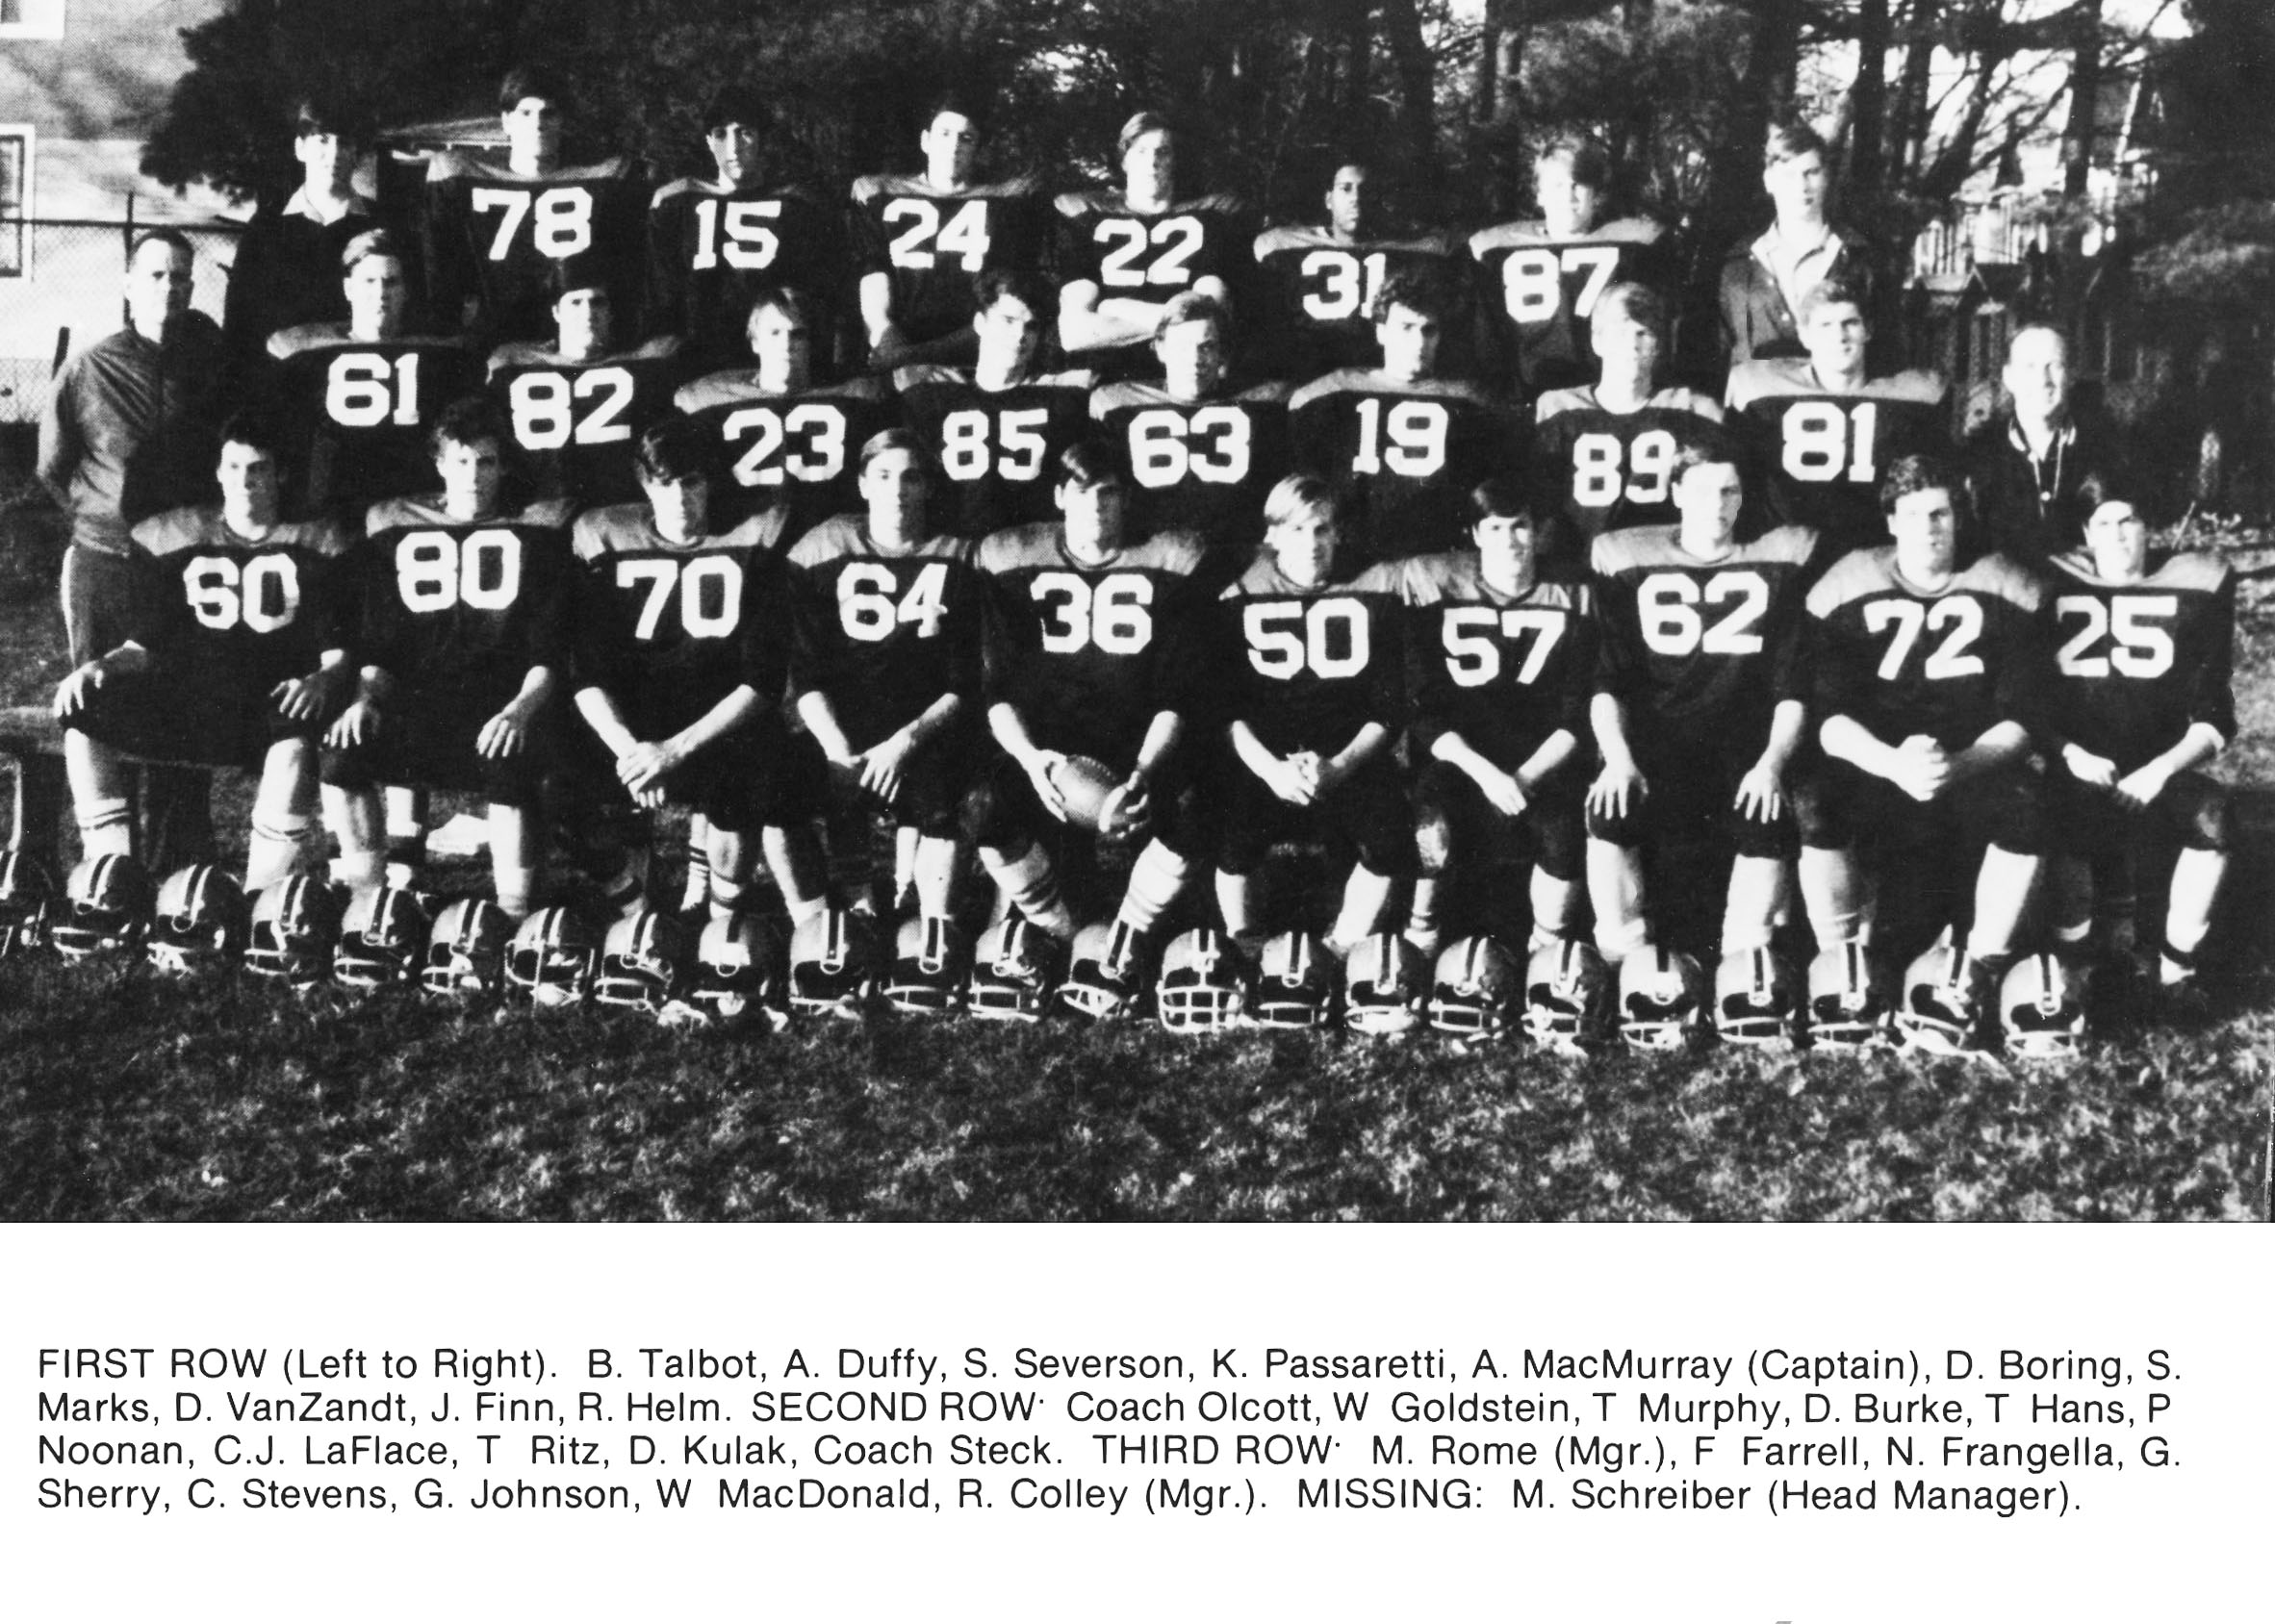 78 15 24 22 31 87
61 82 23 85 63 19 89 81
60 80 70 64 36 50 57 62 72 25
FIRST ROW (Left to Right). B. Talbot, A. Duffy, S. Severson, K. Passaretti, A. MacMurray (Captain), D. Boring, S.
Marks, D. VanZandt, J. Finn, R. Helm. SECOND ROW· Coach Olcott, W Goldstein, T Murphy, D. Burke, T Hans, P
Noonan, C.J. LaFlace, T Ritz, D. Kulak, Coach Steck. THIRD ROW· M. Rome (Mgr.), F Farrell, N. Frangella, G.
Sherry, C. Stevens, G. Johnson, W MacDonald, R. Colley (Mgr.). MISSING: M. Schreiber (Head Manager).